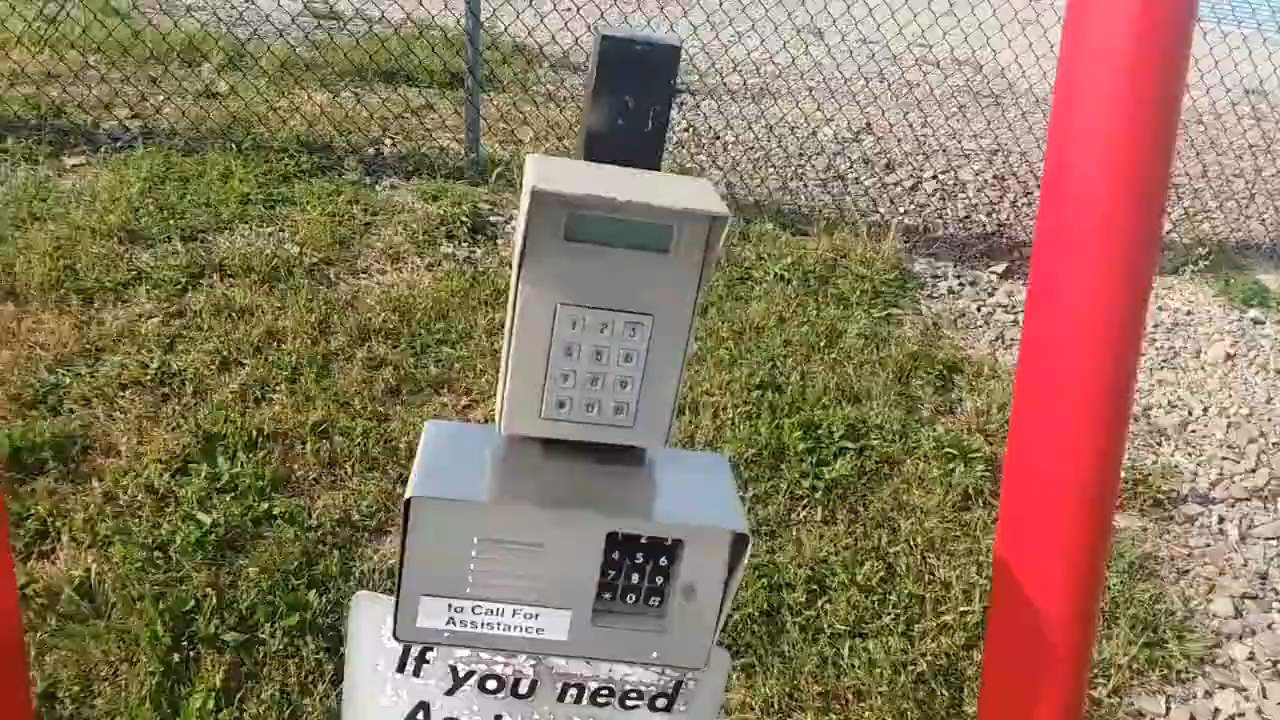 1 2 3
4 5 6
7 8 9
0
4 5 6
7 8 9
* 0 #
to Call For
Assistance
If you need